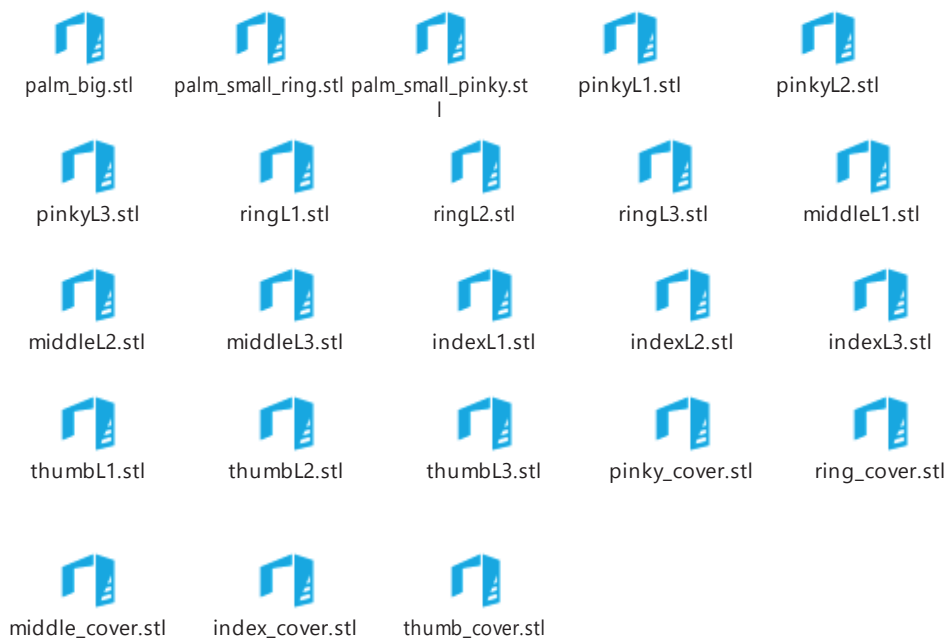 palm_big.stl
palm_small_ring.stl
palm_small_pinky.st
l
pinkyL1.stl
pinkyL2.stl
pinkyL3.stl
ringL1.stl
ringL2.stl
ringL3.stl
middleL1.stl
middleL2.stl
middleL3.stl
indexL1.stl
indexL2.stl
indexL3.stl
thumbL1.stl
thumbL2.stl
thumbL3.stl
pinky_cover.stl
ring_cover.stl
middle_cover.stl
index_cover.stl
thumb_cover.stl